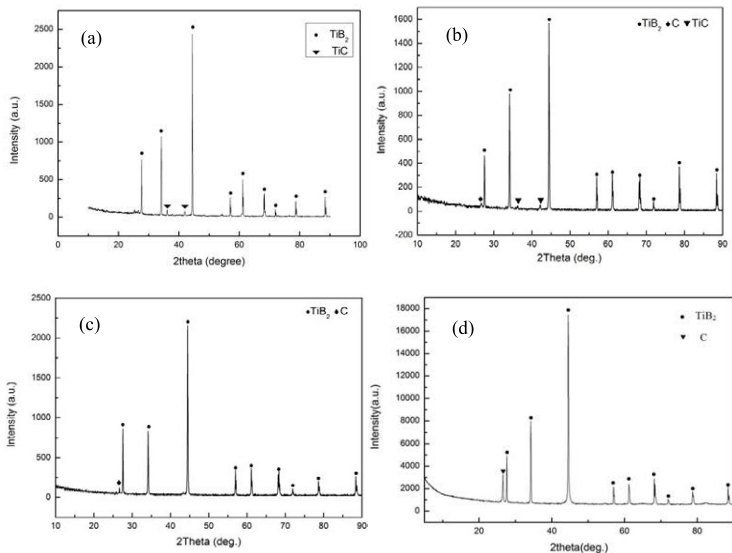 (a)
TiB2
TiC
2500
2000
1500
1000
500
0
0 20 40 60 80 100
Intensity (a.u.)
2theta (degree)
(b)
TiB2 C TiC
1600
1400
1200
1000
800
600
400
200
0
-200
10 20 30 40 50 60 70 80 90
Intensity (a.u.)
2Theta (deg.)
(c)
TiB2 C
2500
2000
1500
1000
500
0
10 20 30 40 50 60 70 80 90
Intensity (a.u.)
2Theta (deg.)
(d)
TiB2
C
18000
16000
14000
12000
10000
8000
6000
4000
2000
0
20 40 60 80
Intensity(a.u.)
2theta(deg.)